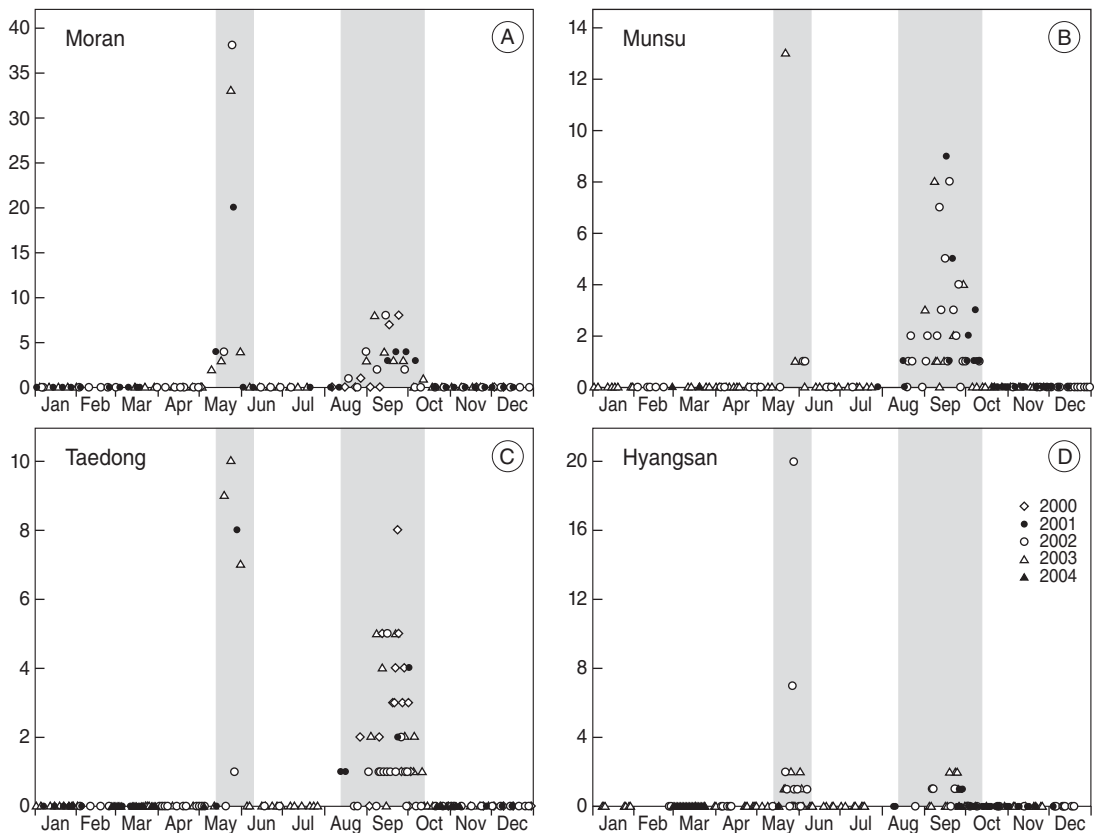 Moran
A
40
35
30
25
20
15
10
5
0
Jan Feb Mar Apr May Jun Jul Aug Sep Oct Nov Dec
Munsu
B
14
12
10
8
6
4
2
0
Jan Feb Mar Apr May Jun Jul Aug Sep Oct Nov Dec
Taedong
C
10
8
6
4
2
0
Jan Feb Mar Apr May Jun Jul Aug Sep Oct Nov Dec
Hyangsan
D
20
16
12
8
4
0
2000
2001
2002
2003
2004
Jan Feb Mar Apr May Jun Jul Aug Sep Oct Nov Dec